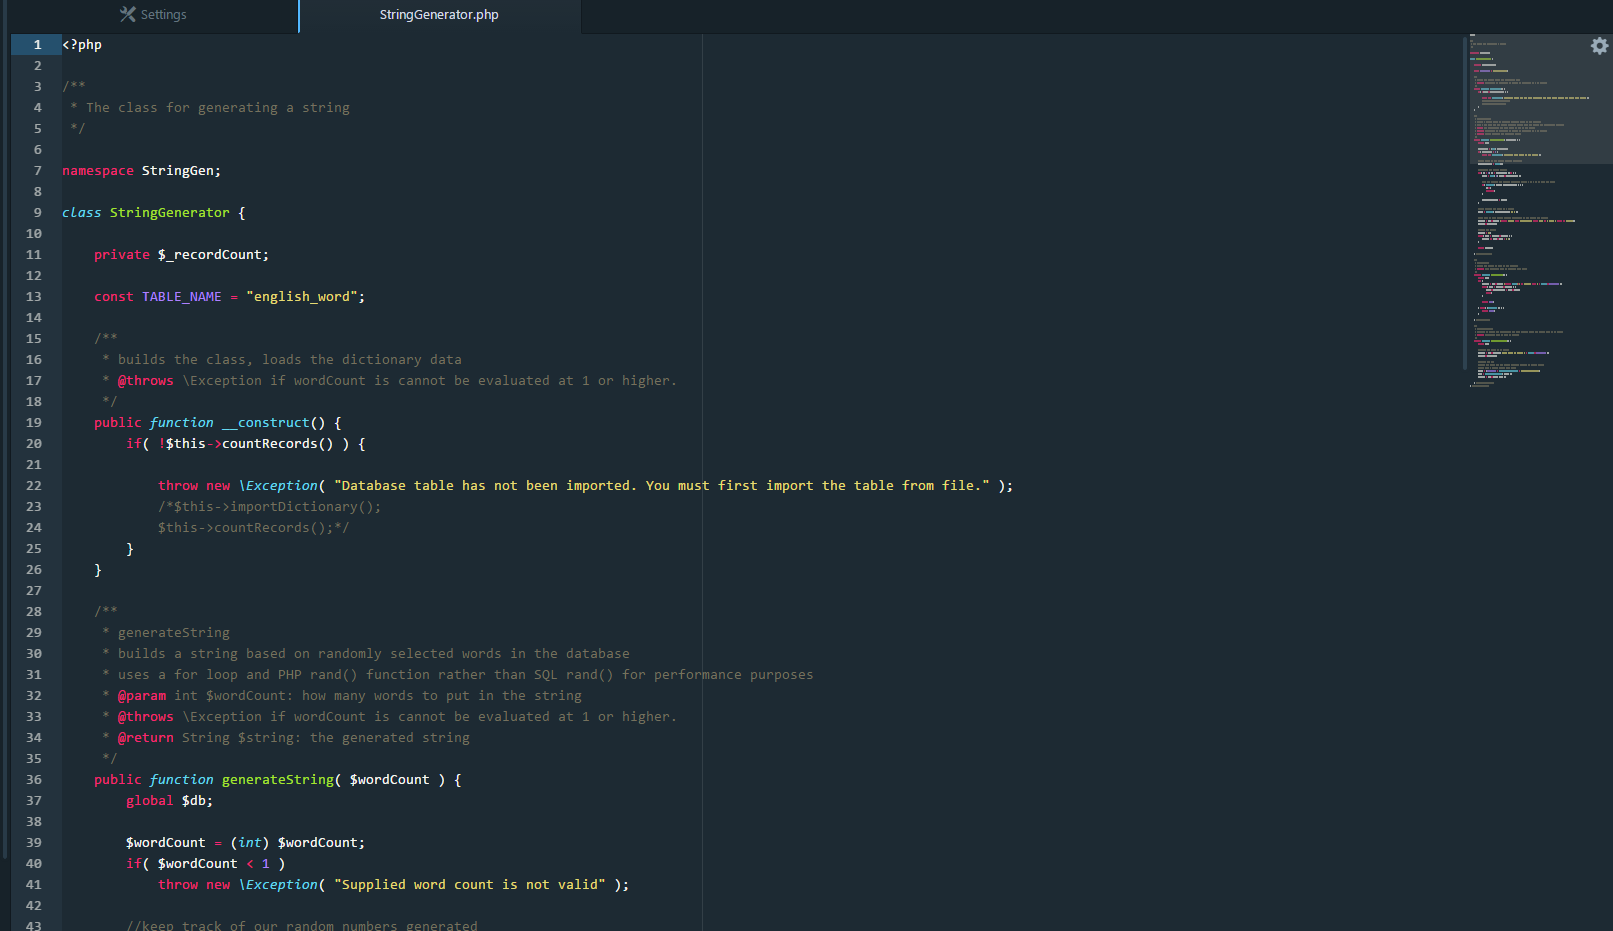 Settings
StringGenerator.php
1 <?php
2
3 /**
4  * The class for generating a string
5  */
6
7 namespace StringGen;
8
9 class StringGenerator {
10
11     private $_recordCount;
12
13     const TABLE_NAME = "english_word";
14
15     /**
16      * builds the class, loads the dictionary data
17      * @throws \Exception if wordCount is cannot be evaluated at 1 or higher.
18      */
19     public function __construct() {
20         if( !$this->countRecords() ) {
21
22             throw new \Exception( "Database table has not been imported. You must first import the table from file." );
23             /*$this->importDictionary();
24             $this->countRecords();*/
25         }
26     }
27
28     /**
29      * generateString
30      * builds a string based on randomly selected words in the database
31      * uses a for loop and PHP rand() function rather than SQL rand() for performance purposes
32      * @param int $wordCount: how many words to put in the string
33      * @throws \Exception if wordCount is cannot be evaluated at 1 or higher.
34      * @return String $string: the generated string
35      */
36     public function generateString( $wordCount ) {
37         global $db;
38
39         $wordCount = (int) $wordCount;
40         if( $wordCount < 1 )
41             throw new \Exception( "Supplied word count is not valid" );
42
43         //keep track of our random numbers generated